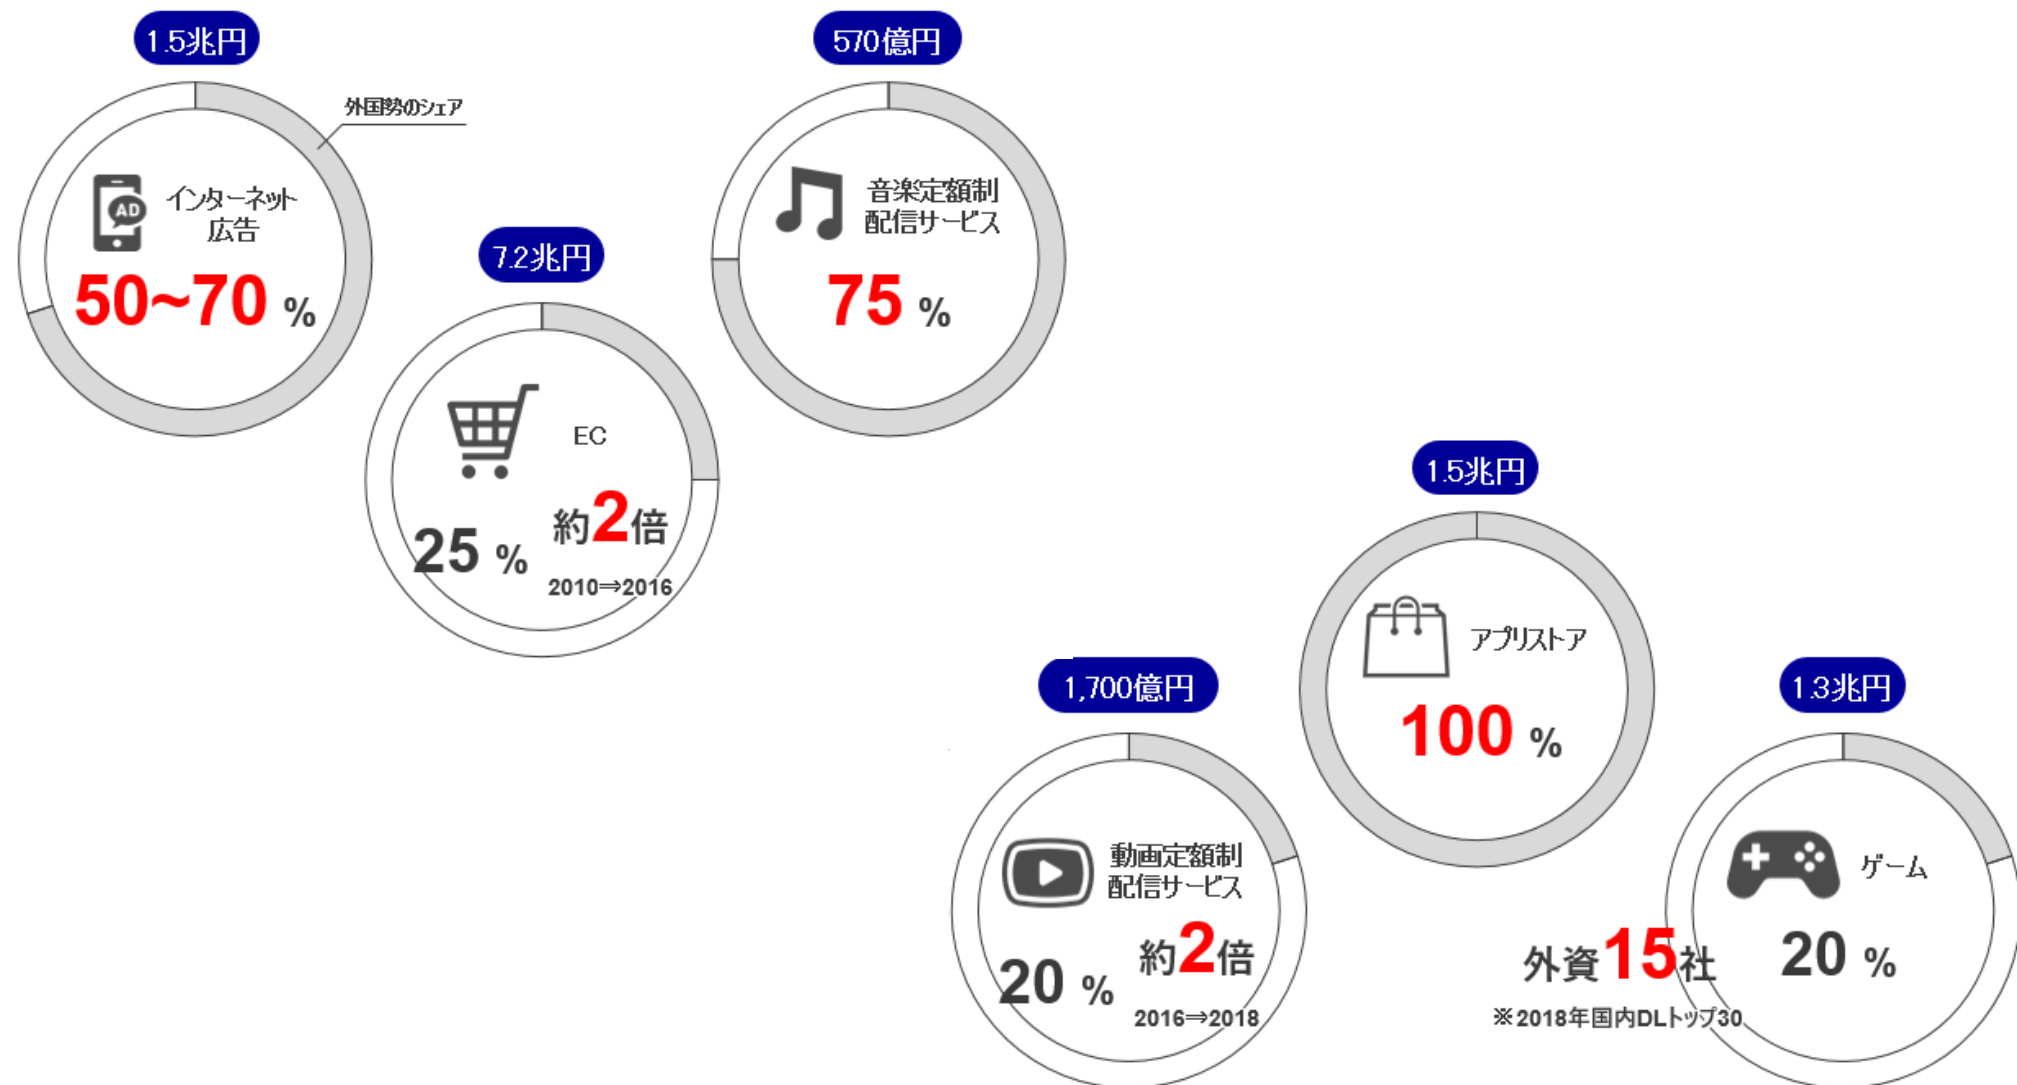 1.5兆円
外国勢のシェア
AD
インターネット
広告
50~70 %
7.2兆円
EC
25 %
約2倍
2010⇒2016
570億円
音楽定額制
配信サービス
75 %
1,700億円
動画定額制
配信サービス
20 %
約2倍
2016⇒2018
1.5兆円
アプリストア
100 %
1.3兆円
ゲーム
20 %
外資15社
※2018年国内DLトップ30